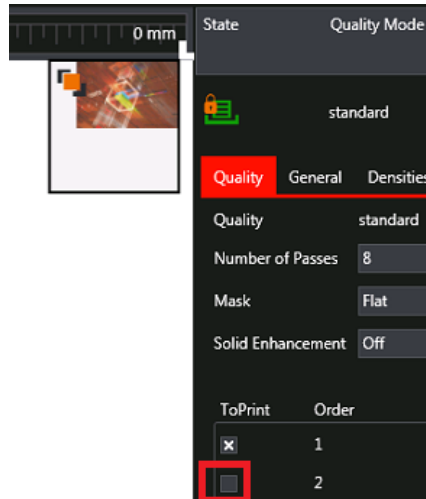 0 mm
State Quality Mode
standard
Quality General Densities
Quality standard
Number of Passes 8
Mask Flat
Solid Enhancement Off
ToPrint Order
1
2